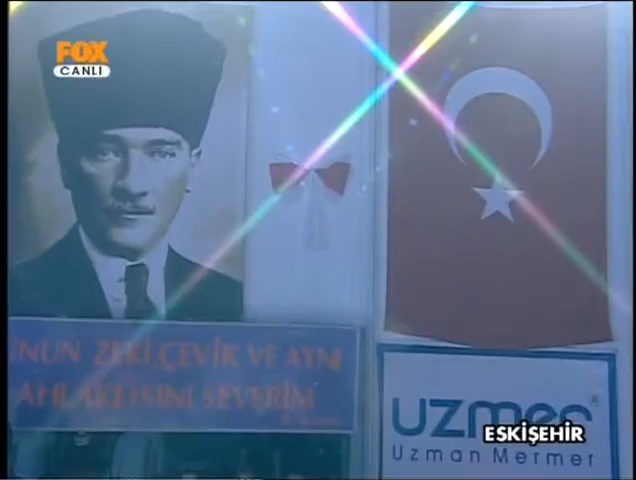 FOX
CANLI
UNUN ZEKİ,ÇEVİK VE AYNI
AHLAKLISINI SEVERİM
uzmer®
Uzman Mermer
ESKİŞEHİR